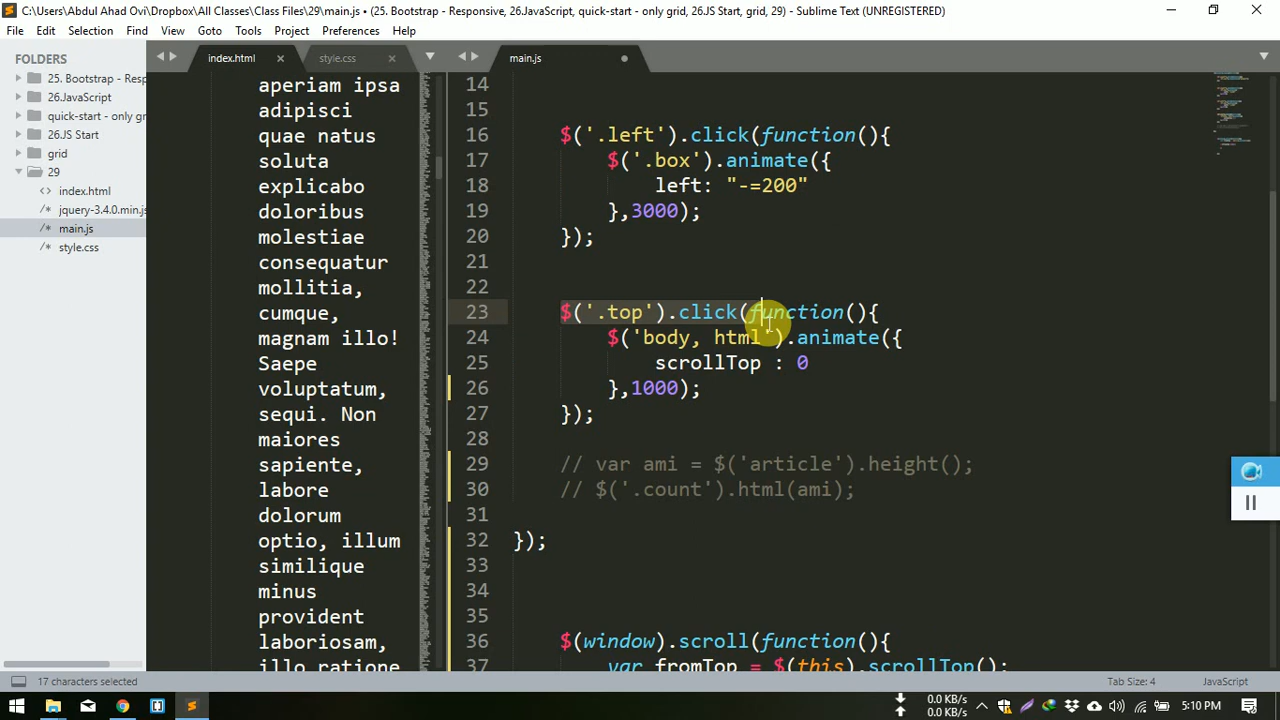 C:\Users\Abdul Ahad Ovi\Dropbox\All Classes\Class Files\29\main.js • (25. Bootstrap - Responsive, 26.JavaScript, quick-start - only grid, 26.JS Start, grid, 29) - Sublime Text (UNREGISTERED)
File Edit Selection Find View Goto Tools Project Preferences Help
FOLDERS
25. Bootstrap - Resp
26.JavaScript
quick-start - only gr
26.JS Start
grid
29
index.html
/* jquery-3.4.0.min.js
/* main.js
/* style.css
index.html
style.css
aperiam ipsa
adipisci
quae natus
soluta
explicabo
doloribus
molestiae
consequatur
mollitia,
cumque,
magnam illo!
Saepe
voluptatum,
sequi. Non
maiores
sapiente,
labore
dolorum
optio, illum
similique
minus
provident
laboriosam,
illo ratione
main.js
14
15
16 $('.left').click(function(){
17 $('.box').animate({
18 left: "-=200"
19 },3000);
20 });
21
22
23 $('.top').click(function(){
24 $('body, html').animate({
25 scrollTop : 0
26 },1000);
27 });
28
29 // var ami = $('article').height();
30 // $('.count').html(ami);
31
32 });
33
34
35
36 $(window).scroll(function(){
37 var fromTop = $(this).scrollTop();
17 characters selected
Tab Size: 4
JavaScript
0.0 KB/s
0.0 KB/s
5:10 PM